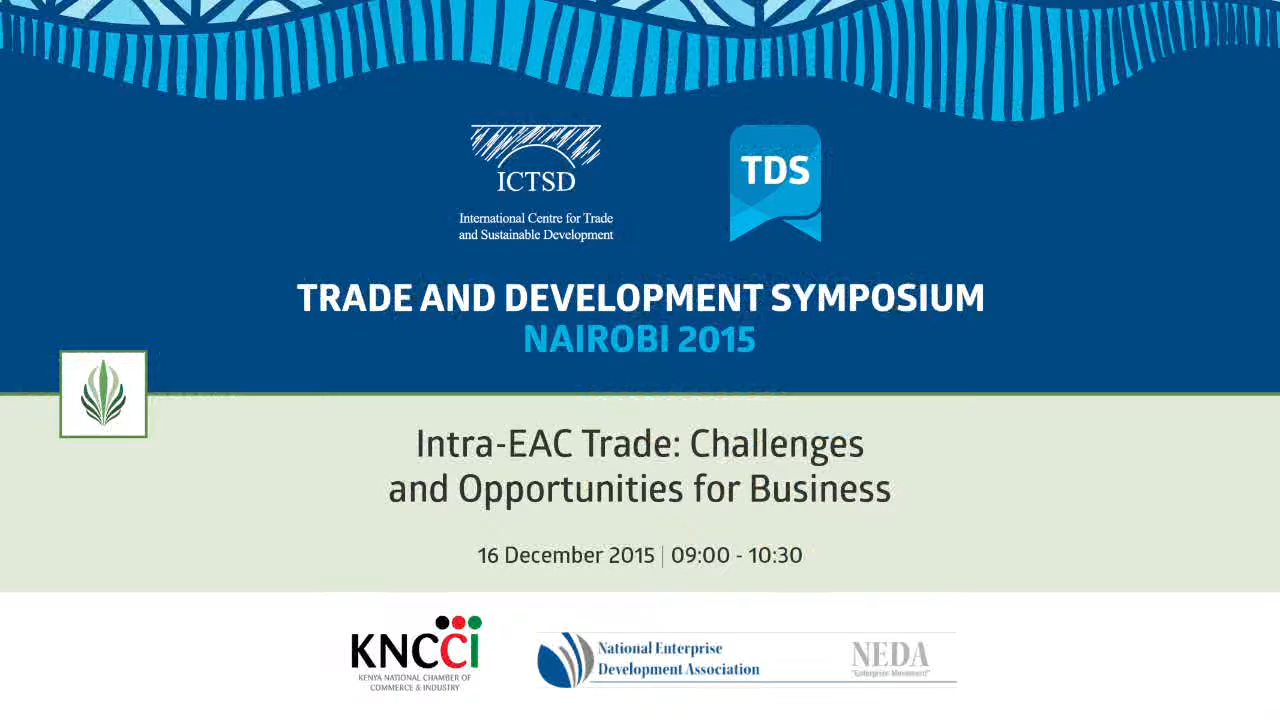 ICTSD
International Centre for Trade
and Sustainable Development
TDS
TRADE AND DEVELOPMENT SYMPOSIUM
NAIROBI 2015
Intra-EAC Trade: Challenges
and Opportunities for Business
16 December 2015 | 09:00 - 10:30
KNCCI
KENYA NATIONAL CHAMBER OF
COMMERCE & INDUSTRY
National Enterprise
Development Association
NEDA
"Enterprise Movement"